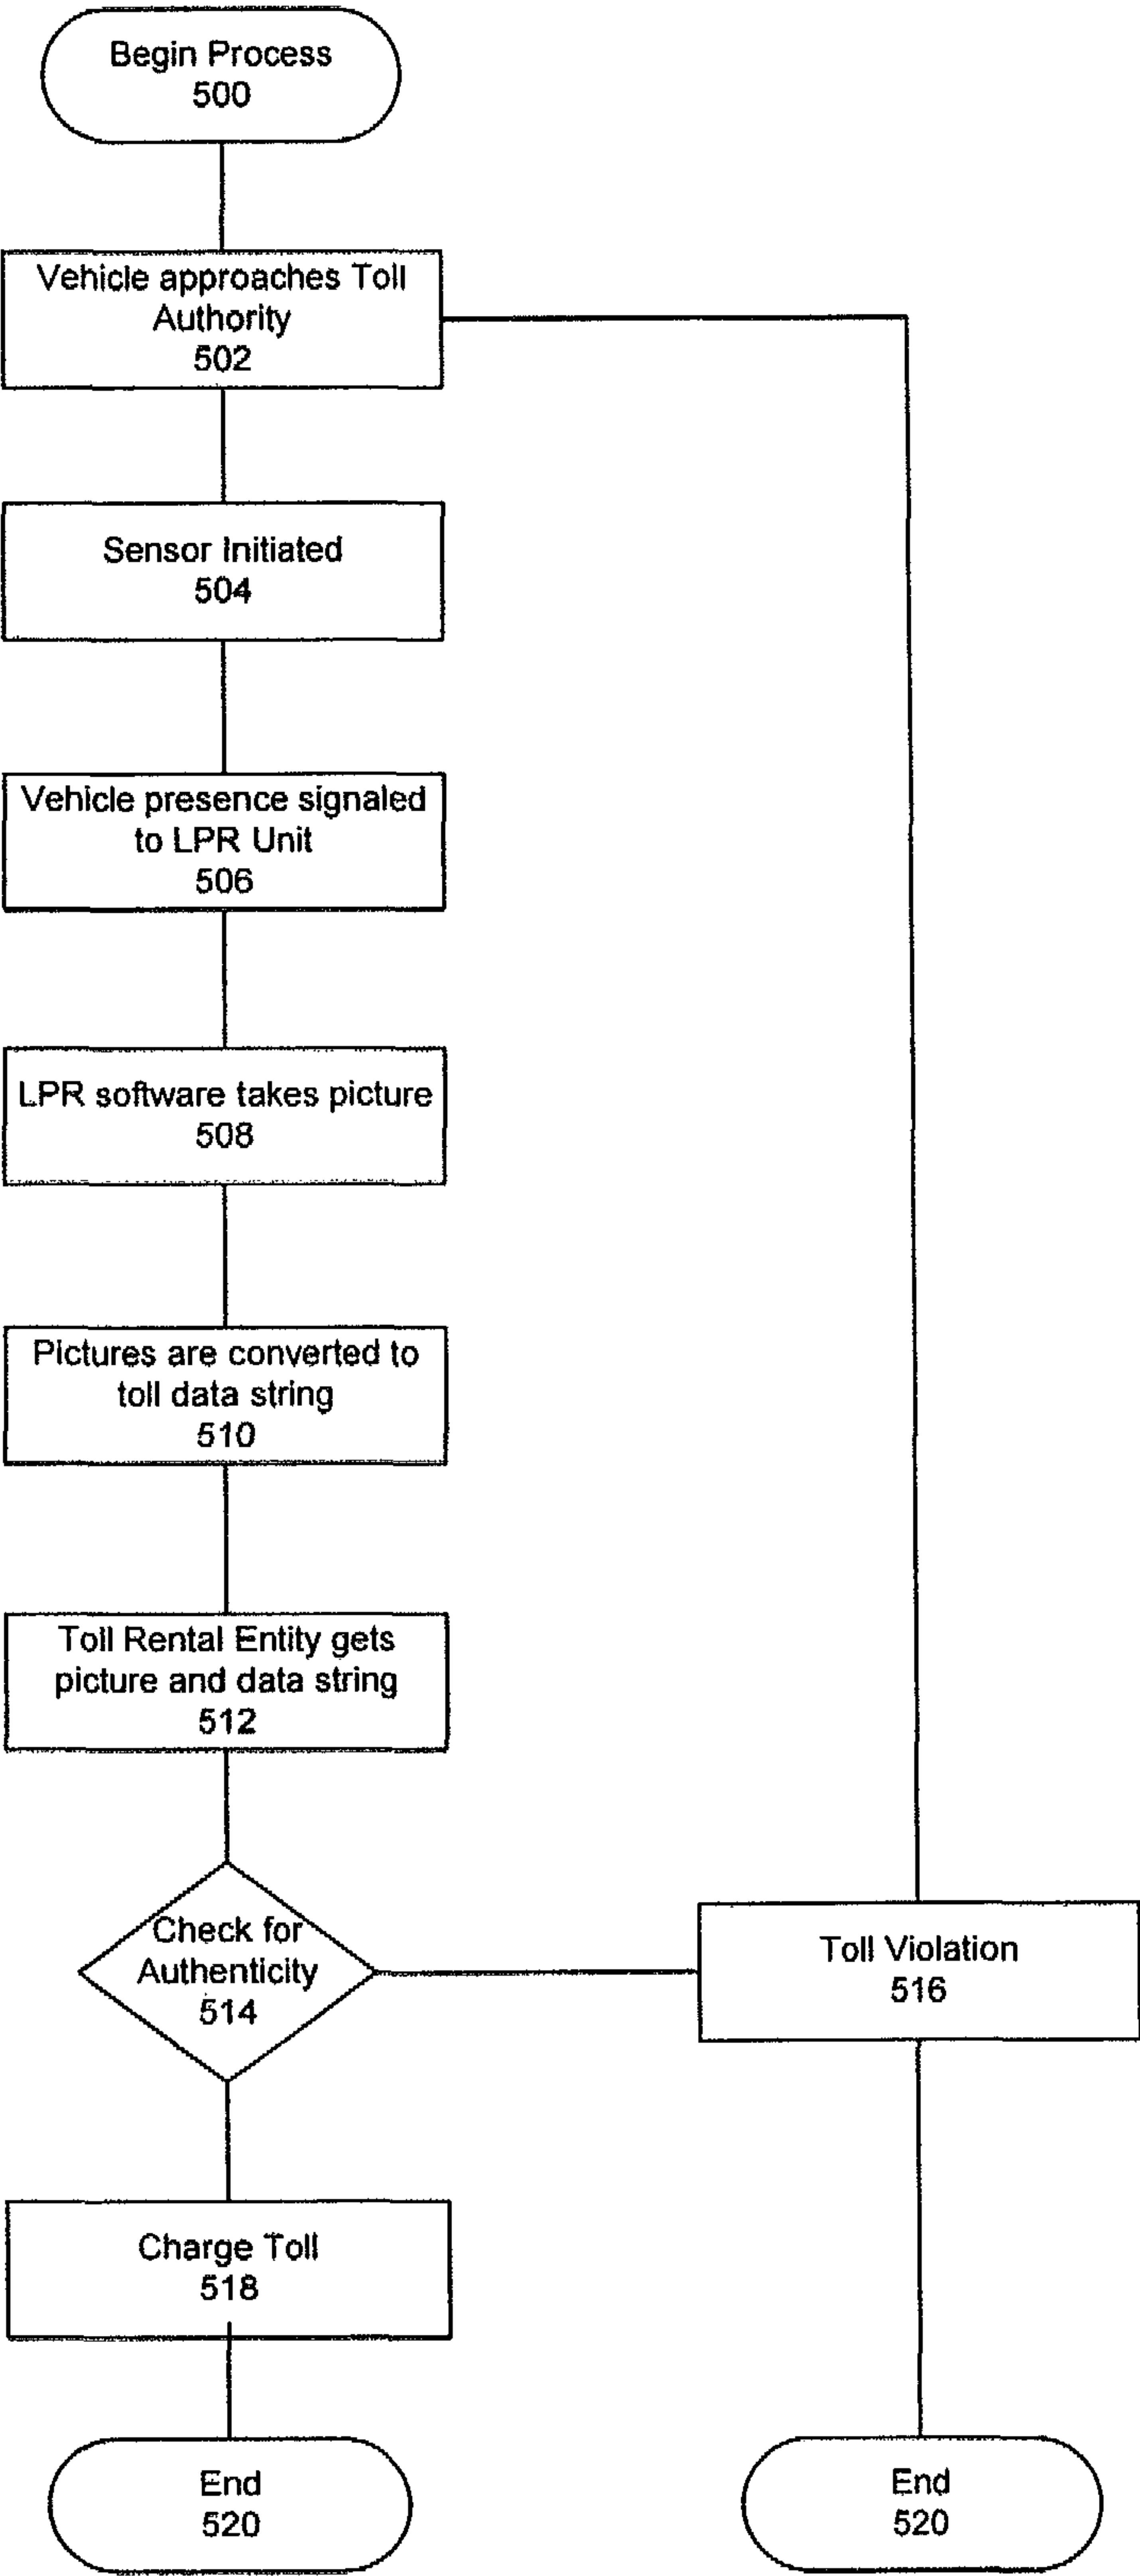 Begin Process
500
Vehicle approaches Toll
Authority
502
Sensor Initiated
504
Vehicle presence signaled
to LPR Unit
506
LPR software takes picture
508
Pictures are converted to
toll data string
510
Toll Rental Entity gets
picture and data string
512
Check for
Authenticity
514
Toll Violation
516
Charge Toll
518
End
520
End
520